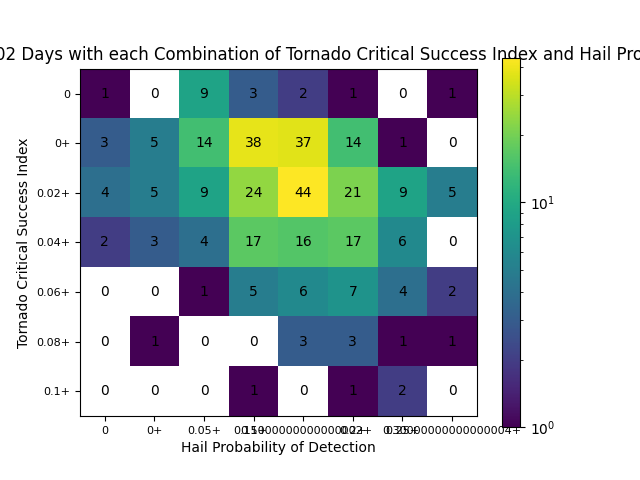 02 Days with each Combination of Tornado Critical Success Index and Hail Pro
Tornado Critical Success Index
0 1 0 9 3 2 1 0 1
0+ 3 5 14 38 37 14 1 0
0.02+ 4 5 9 24 44 21 9 5
0.04+ 2 3 4 17 16 17 6 0
0.06+ 0 0 1 5 6 7 4 2
0.08+ 0 1 0 0 3 3 1 1
0.1+ 0 0 0 1 0 1 2 0
0 0+ 0.05+
Hail Probability of Detection
10¹
10⁰